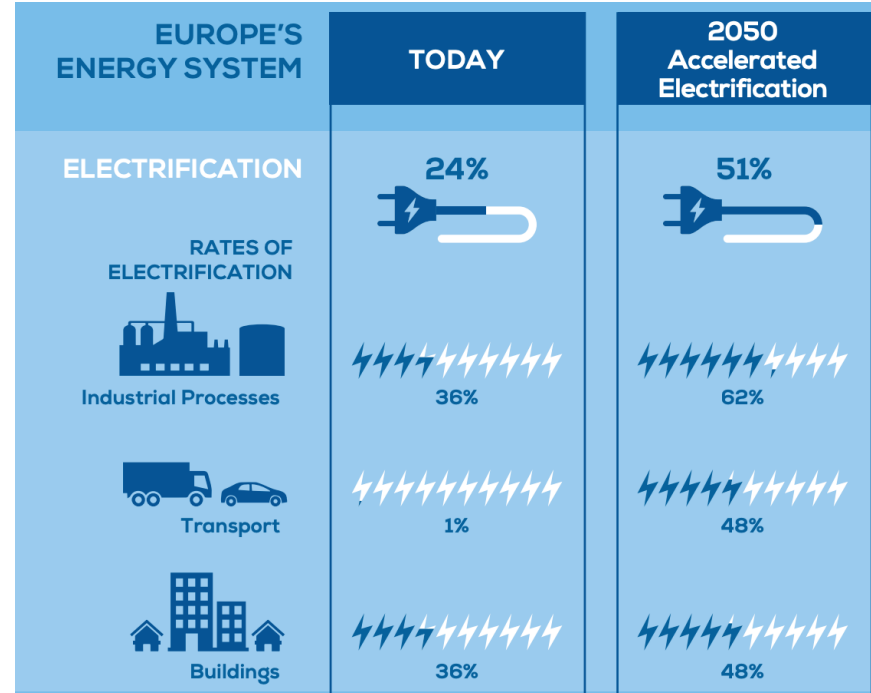 EUROPE'S
ENERGY SYSTEM
TODAY
2050
Accelerated
Electrification
ELECTRIFICATION
24%
51%
RATES OF
ELECTRIFICATION
Industrial Processes
36%
62%
Transport
1%
48%
Buildings
36%
48%